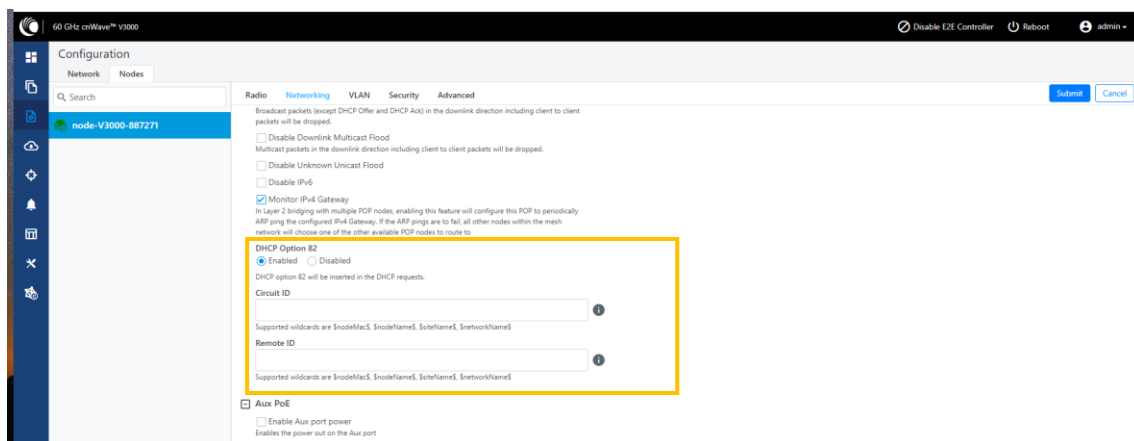 60 GHz cnWave™ V3000
Disable E2E Controller
Reboot
admin
Configuration
Network
Nodes
Search
node-V3000-887271
Radio
Networking
VLAN
Security
Advanced
Submit
Cancel
Broadcast packets (except DHCP Offer and DHCP Ack) in the downlink direction including client to client
packets will be dropped.
Disable Downlink Multicast Flood
Multicast packets in the downlink direction including client to client packets will be dropped.
Disable Unknown Unicast Flood
Disable IPv6
Monitor IPv4 Gateway
In Layer 2 bridging with multiple POP nodes, enabling this feature will configure this POP to periodically
ARP ping the configured IPv4 Gateway. If the ARP pings are to fail, all other nodes within the mesh
network will choose one of the other available POP nodes to route to
DHCP Option 82
Enabled
Disabled
DHCP option 82 will be inserted in the DHCP requests.
Circuit ID
Supported wildcards are $nodeMac$, $nodeName$, $siteName$, $networkName$
Remote ID
Supported wildcards are $nodeMac$, $nodeName$, $siteName$, $networkName$
Aux PoE
Enable Aux port power
Enables the power out on the Aux port